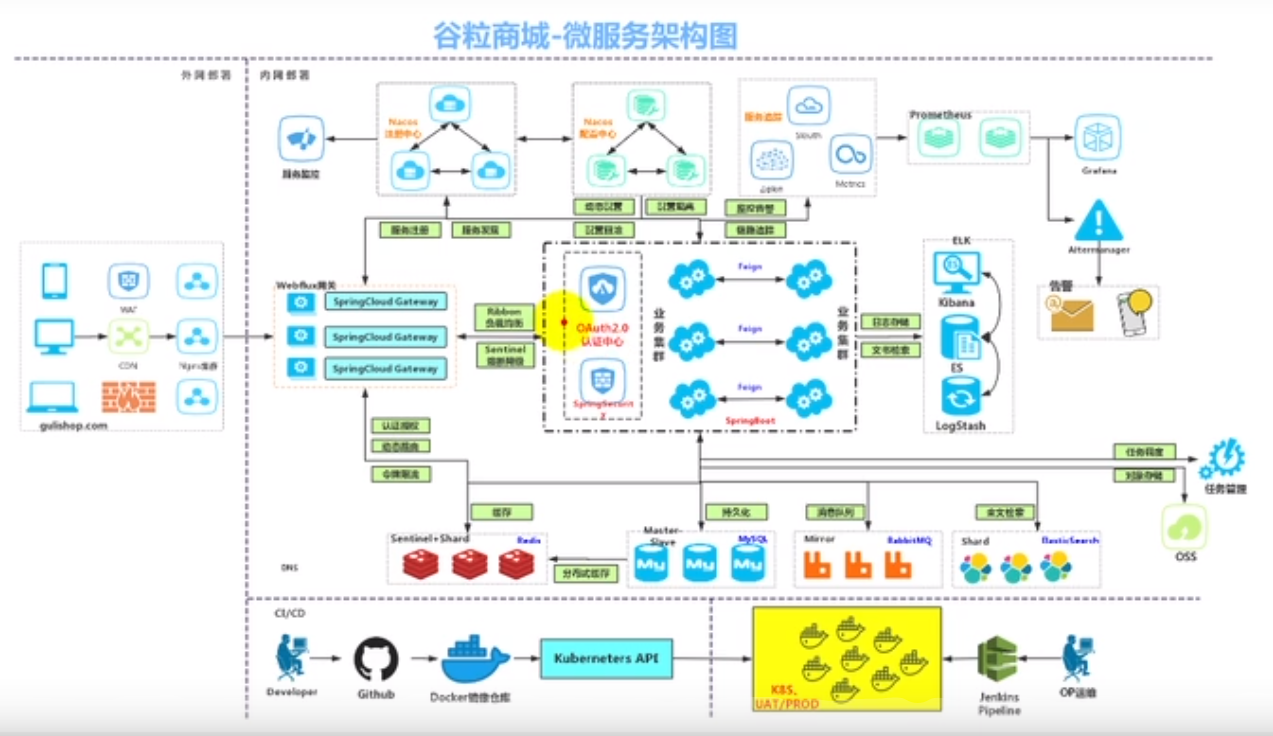 谷粒商城-微服务架构图
外网部署
内网部署
Nacos
注册中心
Nacos
配置中心
服务追踪
Sleuth
Zipkin
Metrics
Prometheus
Grafana
服务监控
Altermanager
告警
动态配置
配置隔离
配置回滚
监控告警
链路追踪
服务注册
服务发现
Webflux网关
SpringCloud Gateway
SpringCloud Gateway
SpringCloud Gateway
Ribbon
负载均衡
Sentinel
熔断降级
OAuth2.0
认证中心
SpringSecurit
业务集群
业务集群
Feign
Feign
Feign
SpringBoot
日志存储
ELK
Kibana
ES
LogStash
WAF
CDN
Nginx集群
gulishop.com
认证授权
动态路由
令牌限流
缓存
持久化
消息队列
全文检索
任务调度
对象存储
任务管理
OSS
Sentinel+Shard
Redis
分布式缓存
Master-
Slave
MySQL
Mirror
RabbitMQ
Shard
ElasticSearch
DNS
CI/CD
Developer
Github
Docker镜像仓库
Kuberneters API
K8S、
UAT/PROD
Jenkins
Pipeline
OP运维